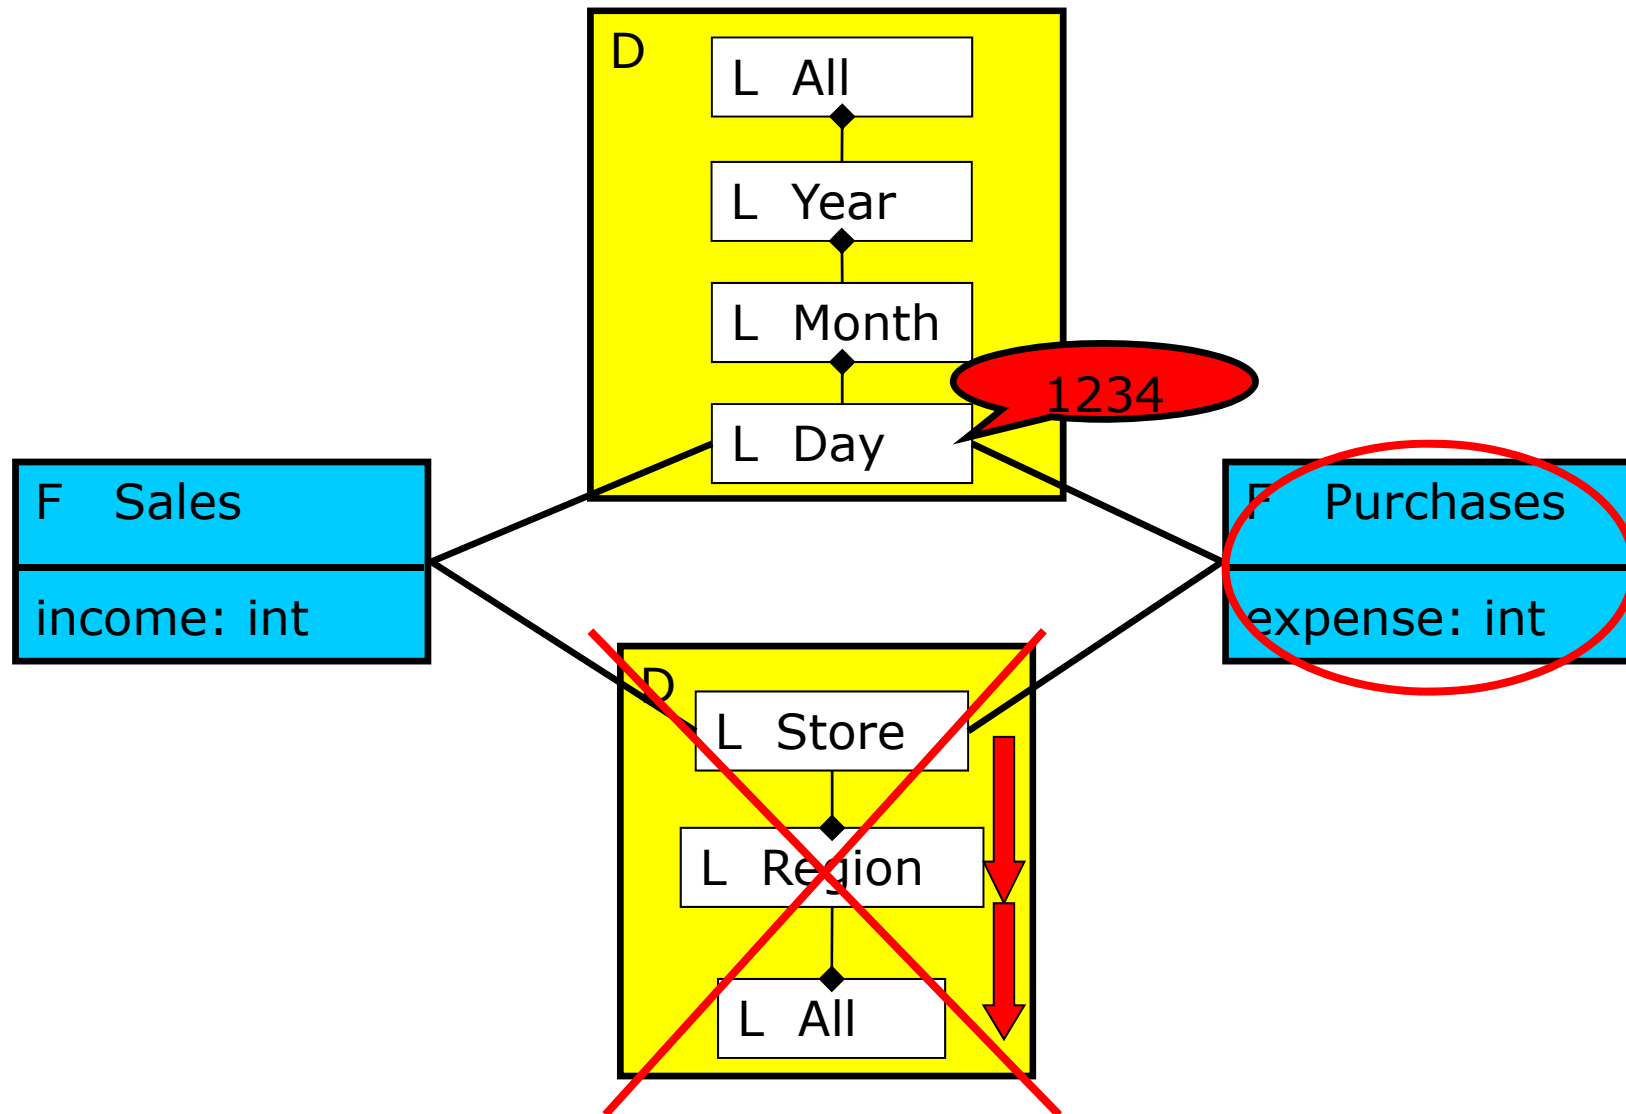 D
L All
L Year
L Month
1234
L Day
F Sales
income: int
F Purchases
expense: int
D
L Store
L Region
L All